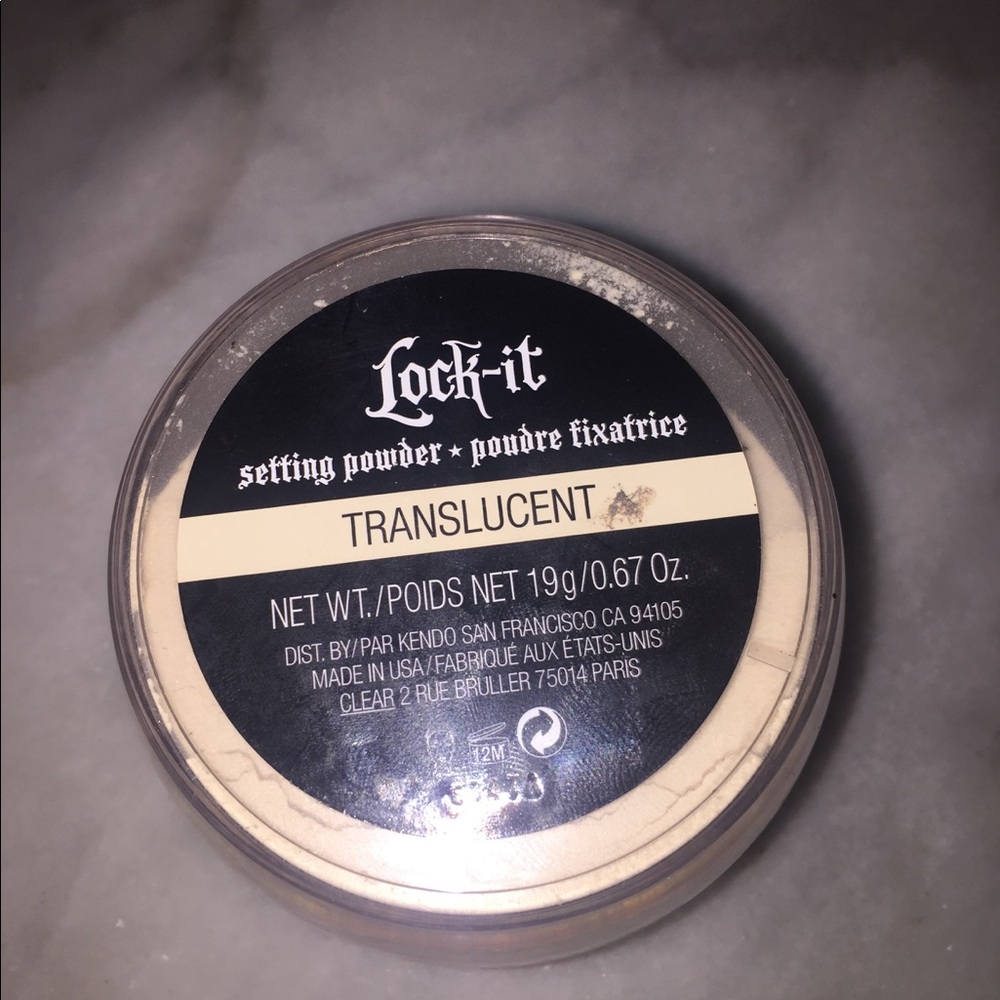 Lock-it
setting powder ★ poudre fixatrice
TRANSLUCENT
NET WT./POIDS NET 19g/0.67 Oz.
DIST. BY/PAR KENDO SAN FRANCISCO CA 94105
MADE IN USA/FABRIQUÉ AUX ÉTATS-UNIS
CLEAR 2 RUE BRULLER 75014 PARIS
12M